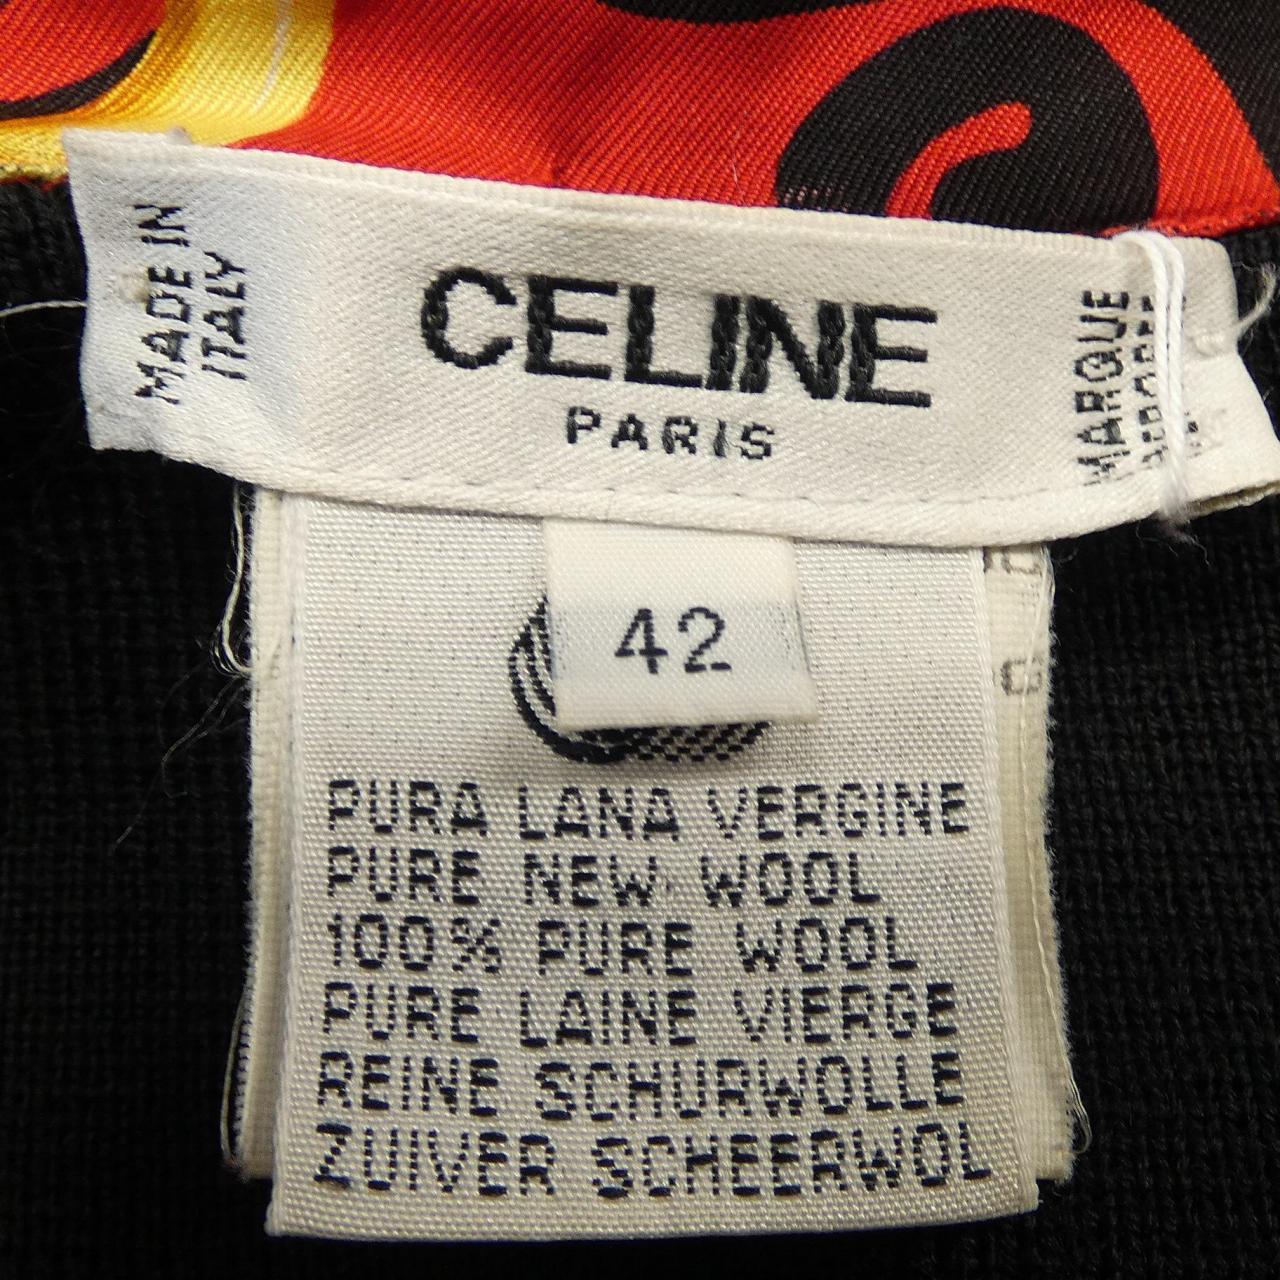 MADE IN
ITALY
CELINE
PARIS
MARQUE
42
PURA LANA VERGINE
PURE NEW WOOL
100% PURE WOOL
PURE LAINE VIERGE
REINE SCHURWOLLE
ZUIVER SCHEERWOL